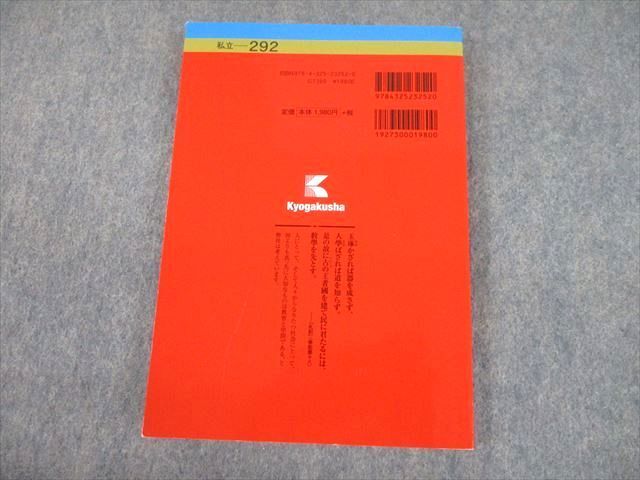 私立――292
ISBN978-4-325-23252-0
C7300 ¥1980E
9784325232520
定価 本体1,980円 +税
1927300019800
Kyogakusha
玉琢かざれば器を成さず、
人學ばざれば道を知らず。
是の故に古の王者國を建て民に君たるには、
教學を先とす。